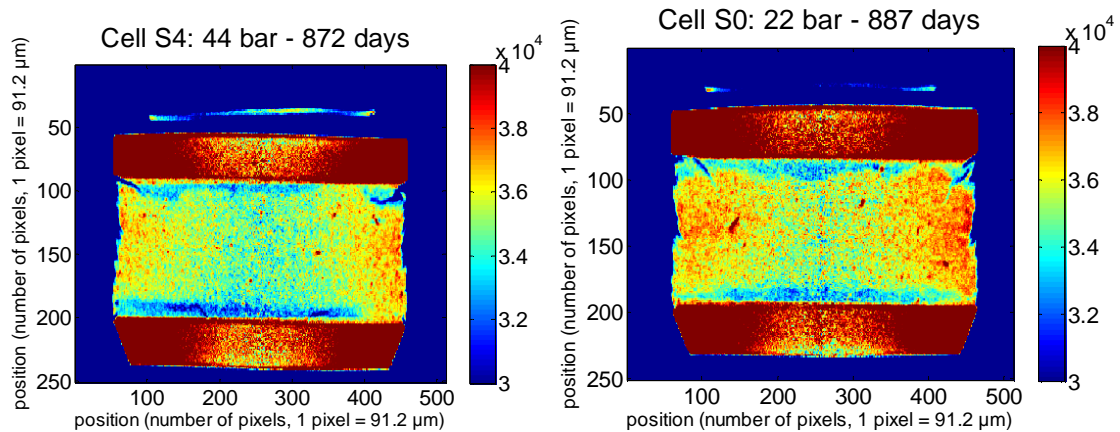 Cell S4: 44 bar - 872 days
x 10^4
4
3.8
3.6
3.4
3.2
3
50
100
150
200
250
100 200 300 400 500
position (number of pixels, 1 pixel = 91.2 µm)
position (number of pixels, 1 pixel = 91.2 µm)
Cell S0: 22 bar - 887 days
x 10^4
4
3.8
3.6
3.4
3.2
3
50
100
150
200
250
100 200 300 400 500
position (number of pixels, 1 pixel = 91.2 µm)
position (number of pixels, 1 pixel = 91.2 µm)